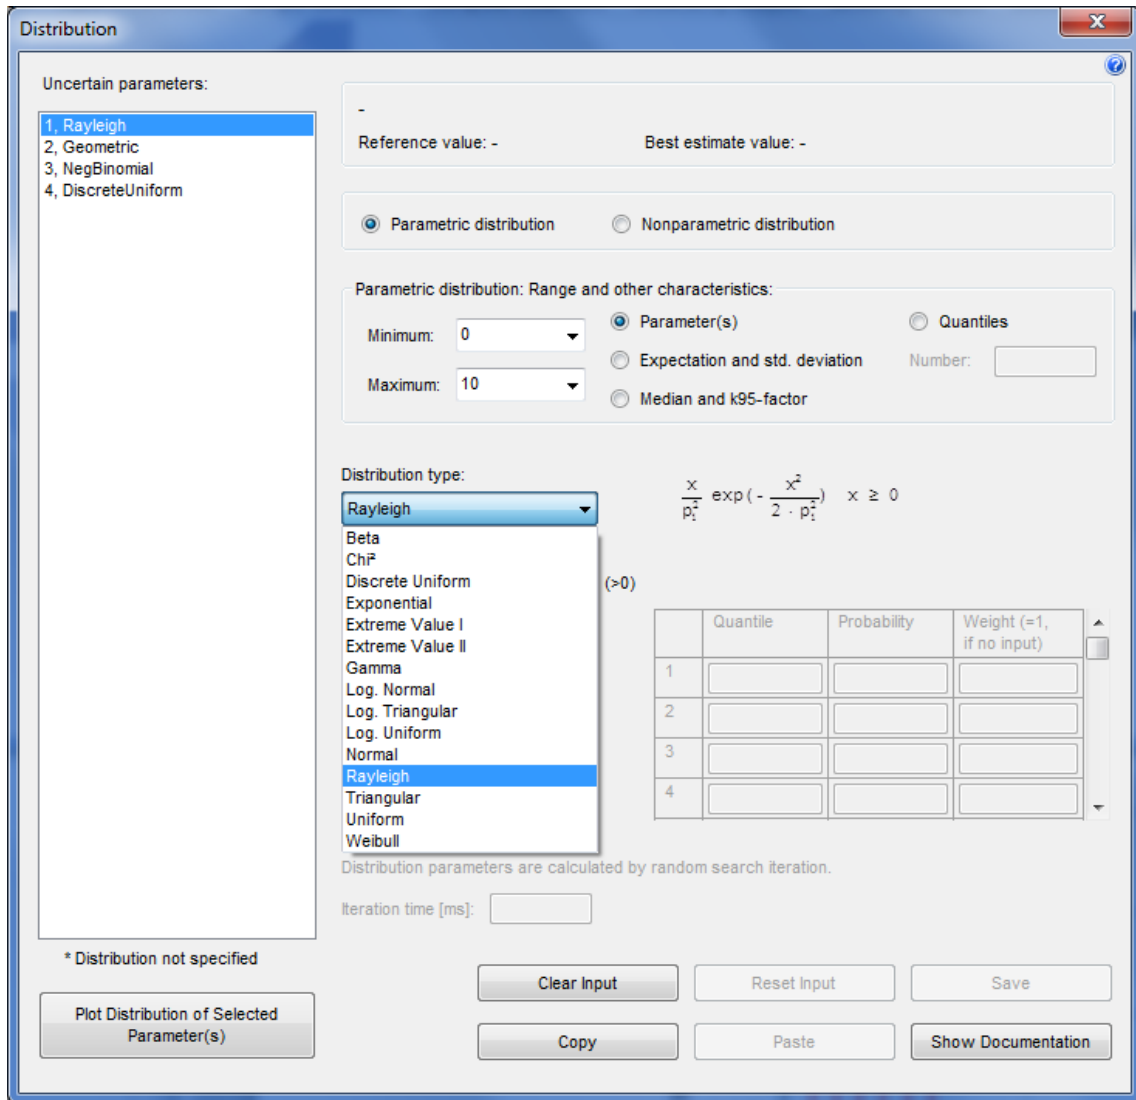 Distribution
Uncertain parameters:
1, Rayleigh
2, Geometric
3, NegBinomial
4, DiscreteUniform
* Distribution not specified
Plot Distribution of Selected
Parameter(s)
-
Reference value: - Best estimate value: -
Parametric distribution Nonparametric distribution
Parametric distribution: Range and other characteristics:
Minimum: 0
Maximum: 10
Parameter(s)
Expectation and std. deviation
Median and k95-factor
Quantiles
Number:
Distribution type:
Rayleigh
x/p₁² exp(- x²/(2 · p₁²)) x ≥ 0
Beta
Chi²
Discrete Uniform
Exponential
Extreme Value I
Extreme Value II
Gamma
Log. Normal
Log. Triangular
Log. Uniform
Normal
Rayleigh
Triangular
Uniform
Weibull
(>0)
Quantile Probability Weight (=1,
if no input)
1
2
3
4
Distribution parameters are calculated by random search iteration.
Iteration time [ms]:
Clear Input Reset Input Save
Copy Paste Show Documentation